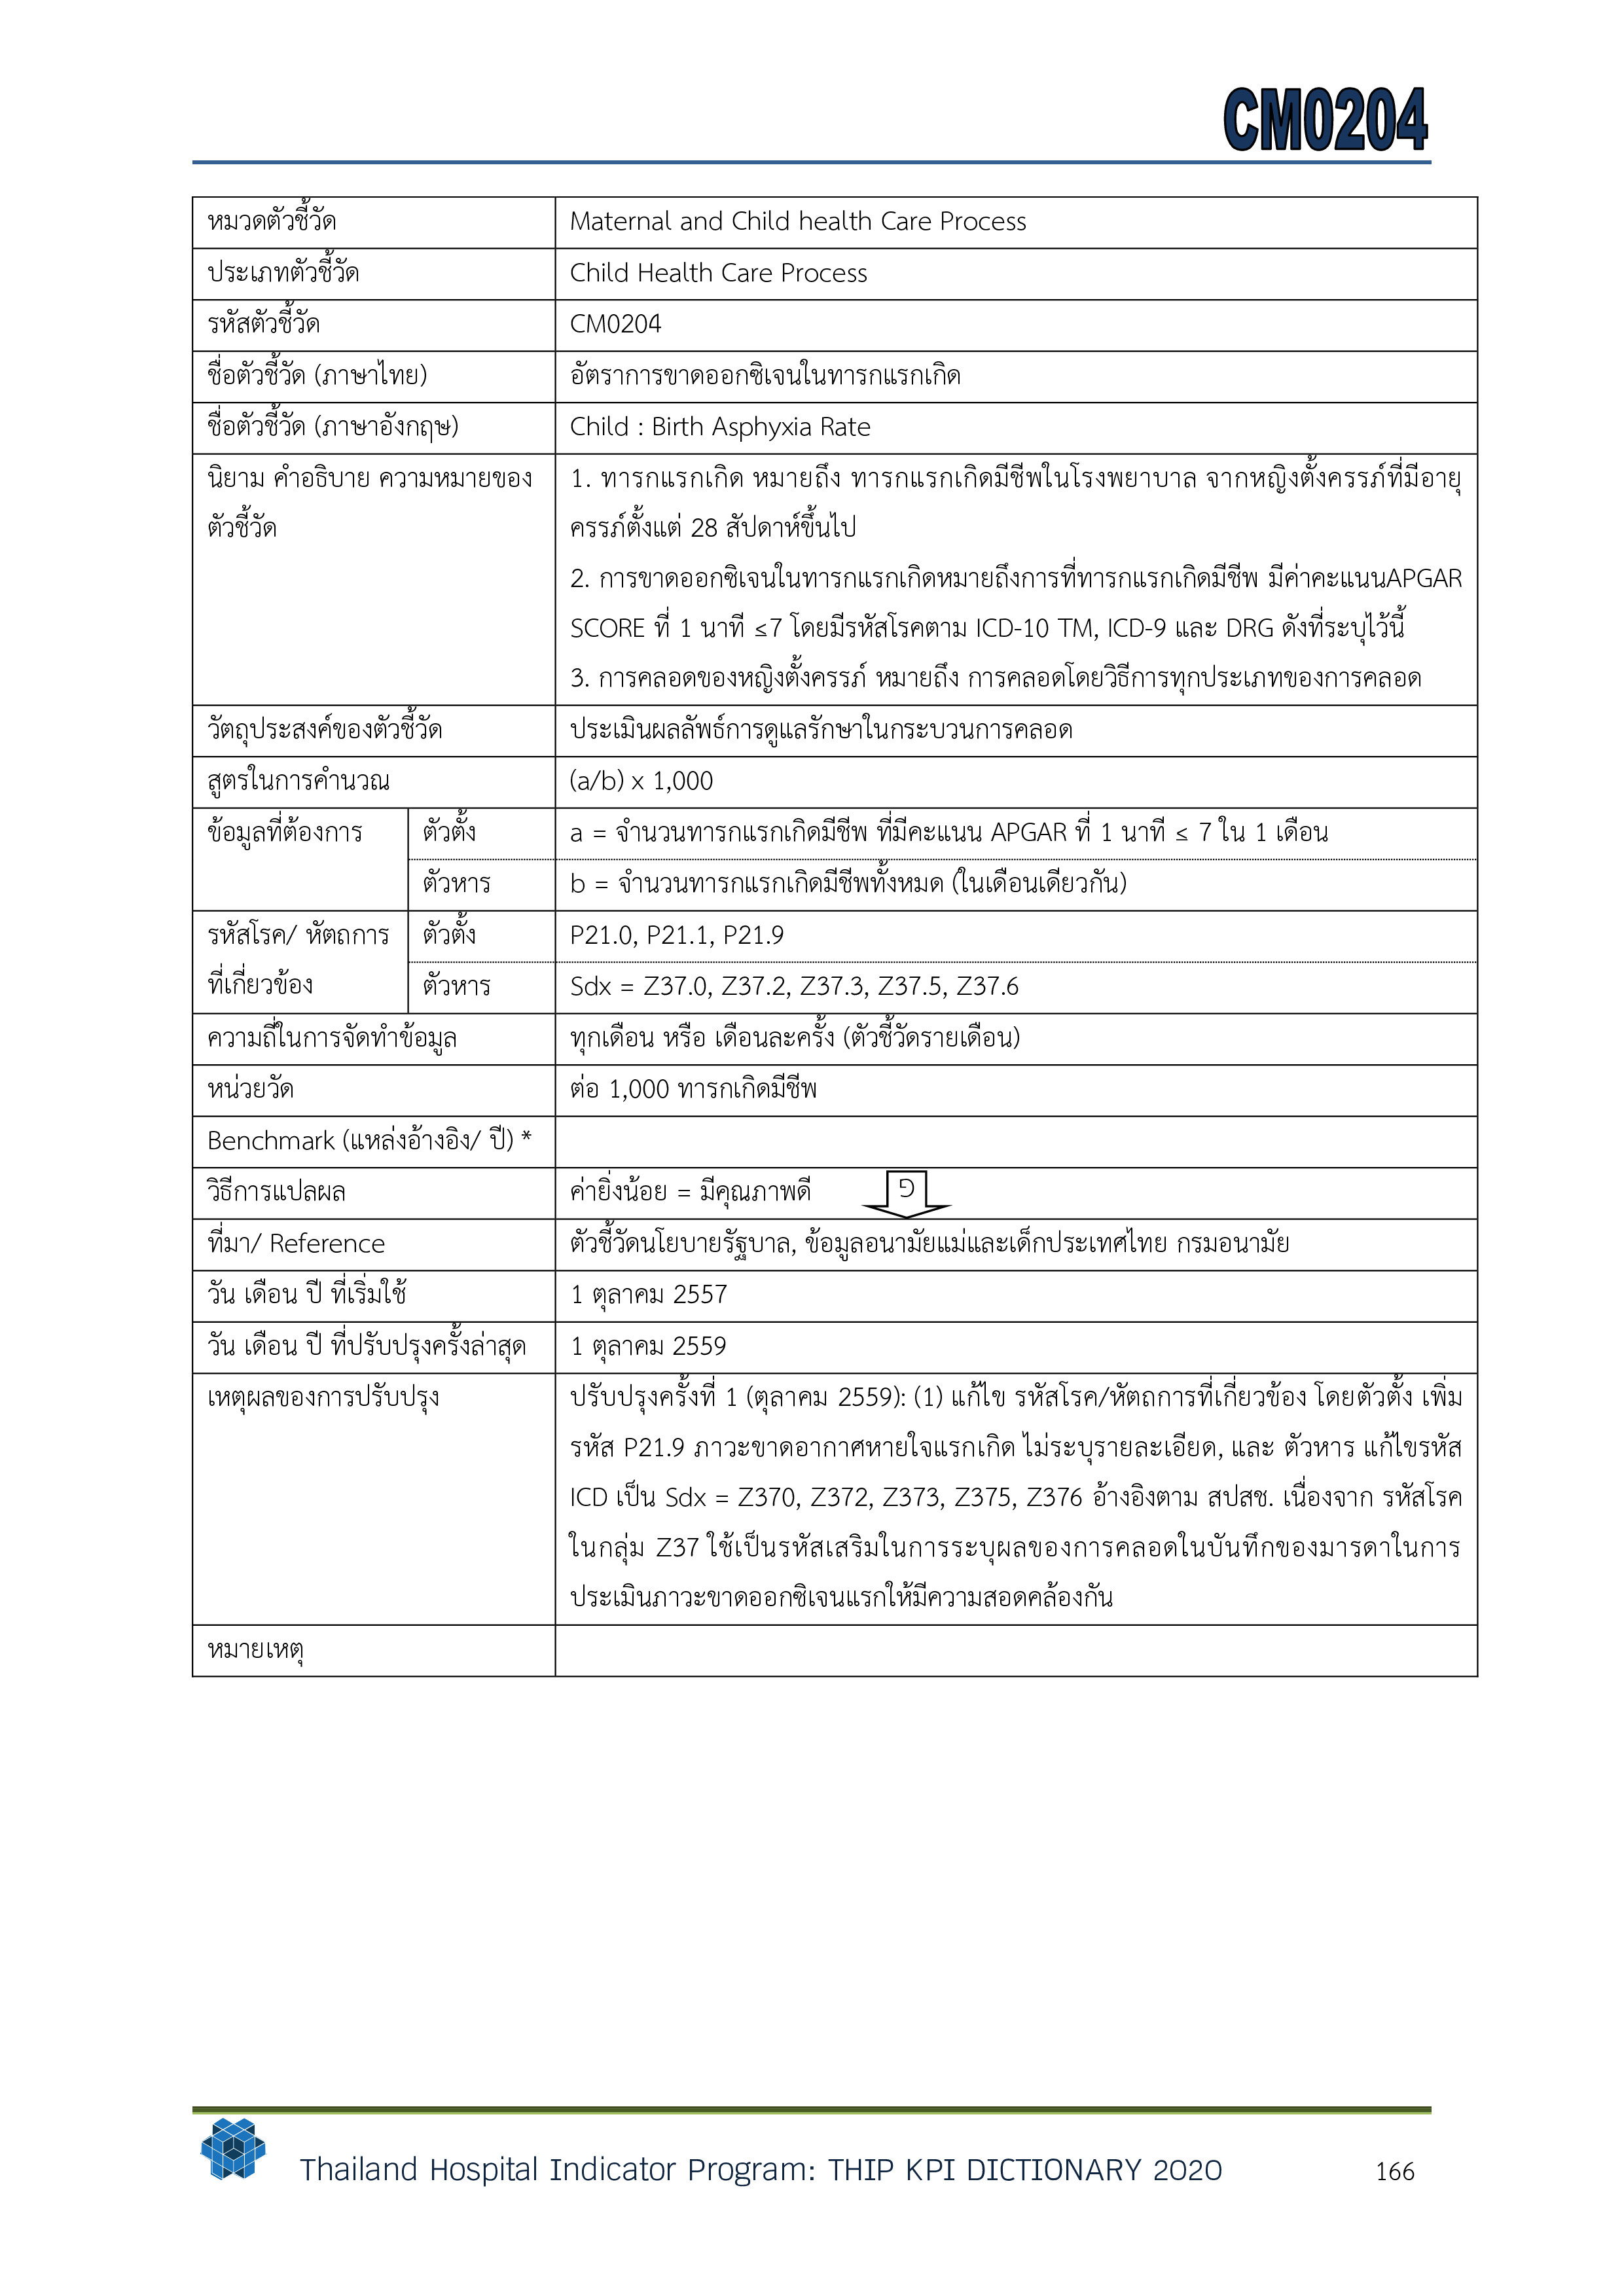 CM0204
หมวดตัวชี้วัด Maternal and Child health Care Process
ประเภทตัวชี้วัด Child Health Care Process
รหัสตัวชี้วัด CM0204
ชื่อตัวชี้วัด (ภาษาไทย) อัตราการขาดออกซิเจนในทารกแรกเกิด
ชื่อตัวชี้วัด (ภาษาอังกฤษ) Child : Birth Asphyxia Rate
นิยาม คำอธิบาย ความหมายของ
ตัวชี้วัด
1. ทารกแรกเกิด หมายถึง ทารกแรกเกิดมีชีพในโรงพยาบาล จากหญิงตั้งครรภ์ที่มีอายุ
ครรภ์ตั้งแต่ 28 สัปดาห์ขึ้นไป
2. การขาดออกซิเจนในทารกแรกเกิดหมายถึงการที่ทารกแรกเกิดมีชีพ มีค่าคะแนนAPGAR
SCORE ที่ 1 นาที ≤7 โดยมีรหัสโรคตาม ICD-10 TM, ICD-9 และ DRG ดังที่ระบุไว้นี้
3. การคลอดของหญิงตั้งครรภ์ หมายถึง การคลอดโดยวิธีการทุกประเภทของการคลอด
วัตถุประสงค์ของตัวชี้วัด ประเมินผลลัพธ์การดูแลรักษาในกระบวนการคลอด
สูตรในการคำนวณ (a/b) x 1,000
ข้อมูลที่ต้องการ ตัวตั้ง a = จำนวนทารกแรกเกิดมีชีพ ที่มีคะแนน APGAR ที่ 1 นาที ≤ 7 ใน 1 เดือน
ตัวหาร b = จำนวนทารกแรกเกิดมีชีพทั้งหมด (ในเดือนเดียวกัน)
รหัสโรค/ หัตถการ ตัวตั้ง P21.0, P21.1, P21.9
ที่เกี่ยวข้อง ตัวหาร Sdx = Z37.0, Z37.2, Z37.3, Z37.5, Z37.6
ความถี่ในการจัดทำข้อมูล ทุกเดือน หรือ เดือนละครั้ง (ตัวชี้วัดรายเดือน)
หน่วยวัด ต่อ 1,000 ทารกเกิดมีชีพ
Benchmark (แหล่งอ้างอิง/ ปี) *
วิธีการแปลผล ค่ายิ่งน้อย = มีคุณภาพดี
ที่มา/ Reference ตัวชี้วัดนโยบายรัฐบาล, ข้อมูลอนามัยแม่และเด็กประเทศไทย กรมอนามัย
วัน เดือน ปี ที่เริ่มใช้ 1 ตุลาคม 2557
วัน เดือน ปี ที่ปรับปรุงครั้งล่าสุด 1 ตุลาคม 2559
เหตุผลของการปรับปรุง ปรับปรุงครั้งที่ 1 (ตุลาคม 2559): (1) แก้ไข รหัสโรค/หัตถการที่เกี่ยวข้อง โดยตัวตั้ง เพิ่ม
รหัส P21.9 ภาวะขาดอากาศหายใจแรกเกิด ไม่ระบุรายละเอียด, และ ตัวหาร แก้ไขรหัส
ICD เป็น Sdx = Z370, Z372, Z373, Z375, Z376 อ้างอิงตาม สปสช. เนื่องจาก รหัสโรค
ในกลุ่ม Z37 ใช้เป็นรหัสเสริมในการระบุผลของการคลอดในบันทึกของมารดาในการ
ประเมินภาวะขาดออกซิเจนแรกให้มีความสอดคล้องกัน
หมายเหตุ
Thailand Hospital Indicator Program: THIP KPI DICTIONARY 2020 166